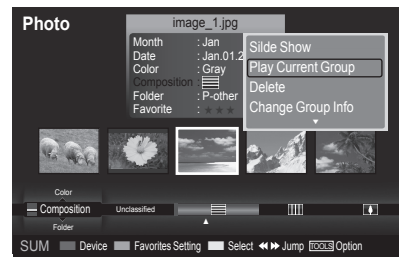 Photo
image_1.jpg
Month : Jan
Date : Jan.01.2
Color : Gray
Composition :
Folder : P-other
Favorite : ★ ★ ★
Silde Show
Play Current Group
Delete
Change Group Info
Color
Composition
Unclassified
Folder
SUM Device Favorites Setting Select Jump TOOLS Option